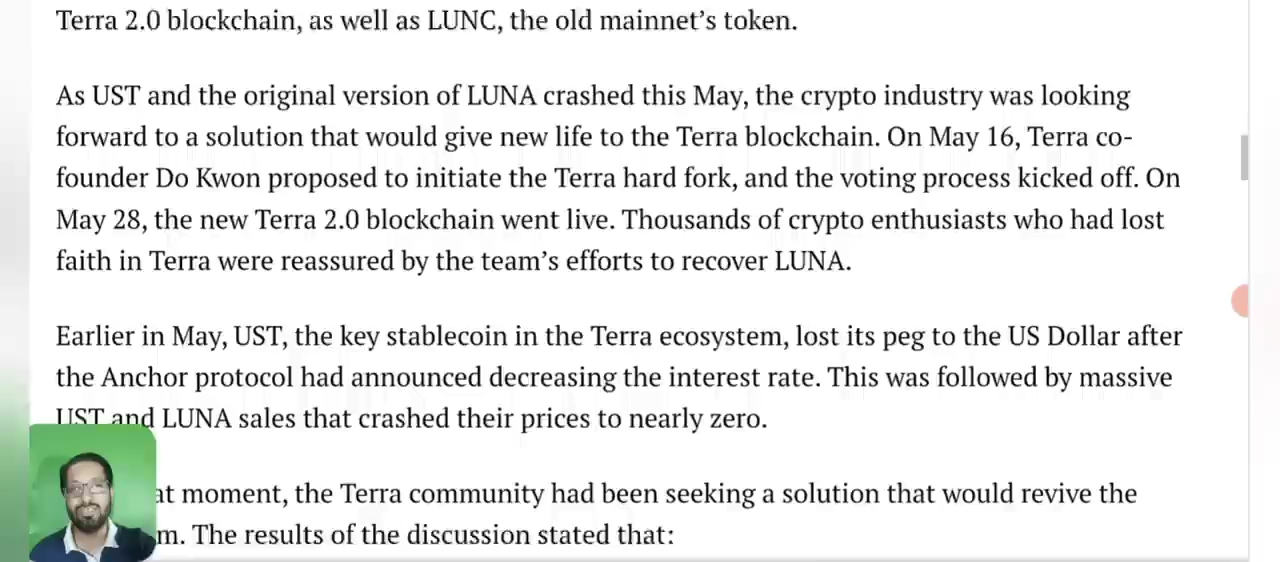 Terra 2.0 blockchain, as well as LUNC, the old mainnet’s token.
As UST and the original version of LUNA crashed this May, the crypto industry was looking
forward to a solution that would give new life to the Terra blockchain. On May 16, Terra co-
founder Do Kwon proposed to initiate the Terra hard fork, and the voting process kicked off. On
May 28, the new Terra 2.0 blockchain went live. Thousands of crypto enthusiasts who had lost
faith in Terra were reassured by the team’s efforts to recover LUNA.
Earlier in May, UST, the key stablecoin in the Terra ecosystem, lost its peg to the US Dollar after
the Anchor protocol had announced decreasing the interest rate. This was followed by massive
UST and LUNA sales that crashed their prices to nearly zero.
at moment, the Terra community had been seeking a solution that would revive the
m. The results of the discussion stated that: